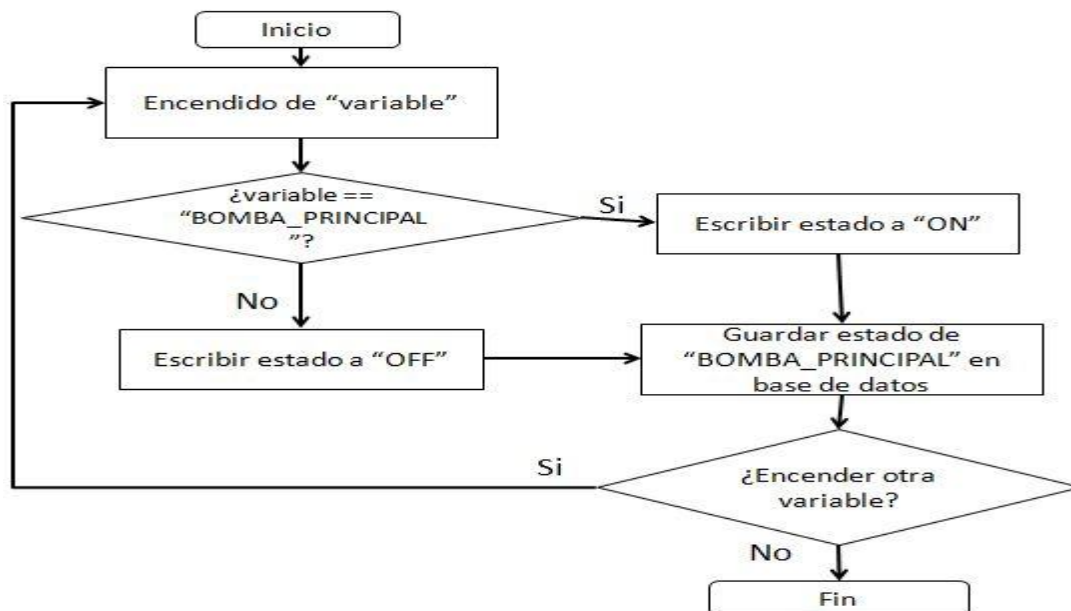 Inicio
Encendido de “variable”
¿variable ==
“BOMBA_PRINCIPAL
”?
Si
Escribir estado a “ON”
No
Escribir estado a “OFF”
Guardar estado de
“BOMBA_PRINCIPAL” en
base de datos
Si
¿Encender otra
variable?
No
Fin